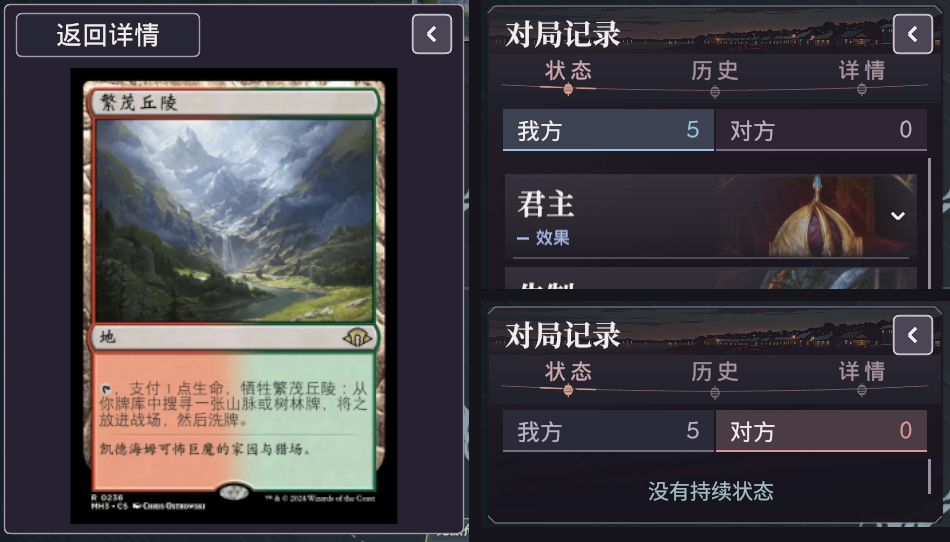 返回详情
繁茂丘陵
地
，支付1点生命，牺牲繁茂丘陵：从
你牌库中搜寻一张山脉或树林牌，将之
放进战场，然后洗牌。
凯德海姆可怖巨魔的家园与猎场。
R 0236
MH3 • CS CHRIS OSTROWSKI
™ & © 2024 Wizards of the Coast
对局记录
状态
历史
详情
我方 5
对方 0
君主
– 效果
对局记录
状态
历史
详情
我方 5
对方 0
没有持续状态